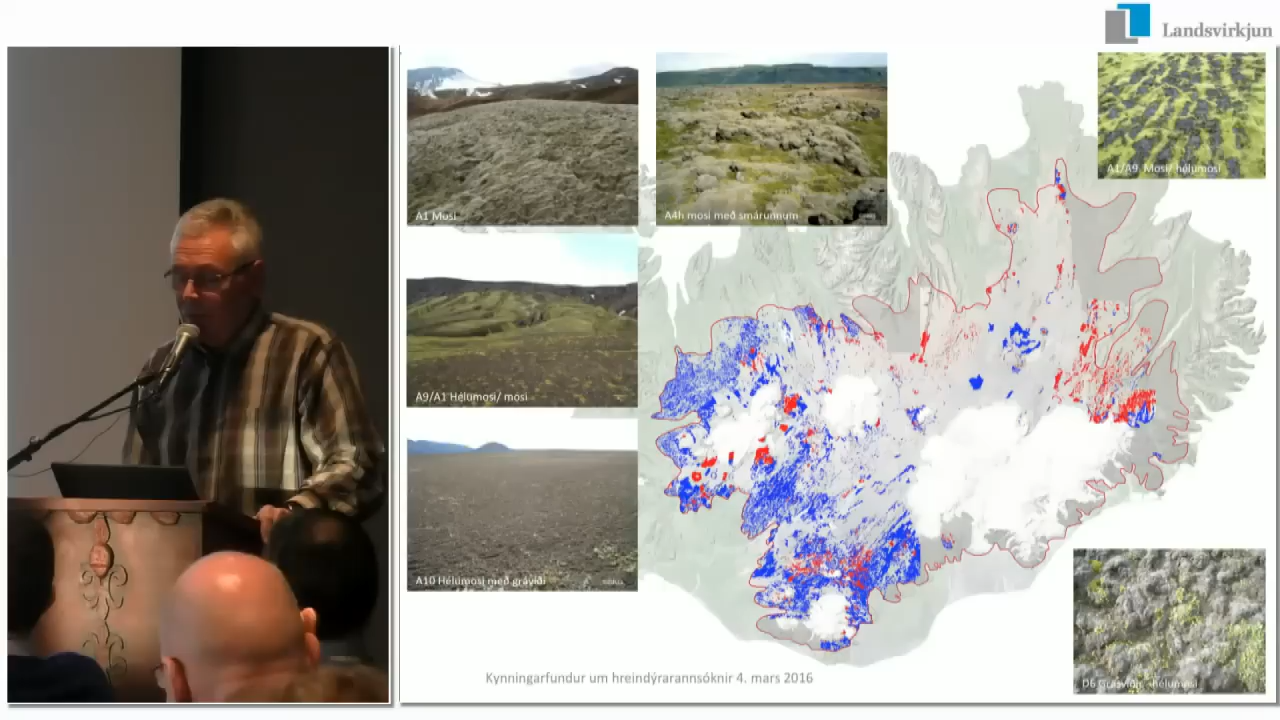 Landsvirkjun
A1 Mosi
A4h mosi með smárunnum
A1/A9 Mosi/ hélumosi
A9/A1 Hélumosi/ mosi
A10 Hélumosi með grávíði
D6 hélumosi
Kynningarfundur um hreindýrarannsóknir 4. mars 2016